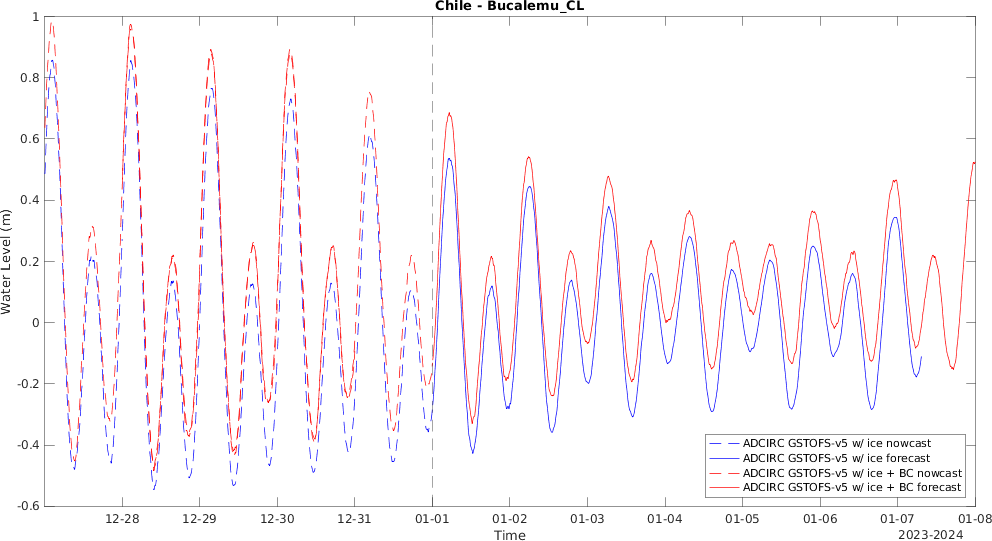 Chile - Bucalemu_CL
Water Level (m)
1
0.8
0.6
0.4
0.2
0
-0.2
-0.4
-0.6
12-28 12-29 12-30 12-31 01-01 01-02 01-03 01-04 01-05 01-06 01-07 01-08
Time
2023-2024
ADCIRC GSTOFS-v5 w/ ice nowcast
ADCIRC GSTOFS-v5 w/ ice forecast
ADCIRC GSTOFS-v5 w/ ice + BC nowcast
ADCIRC GSTOFS-v5 w/ ice + BC forecast